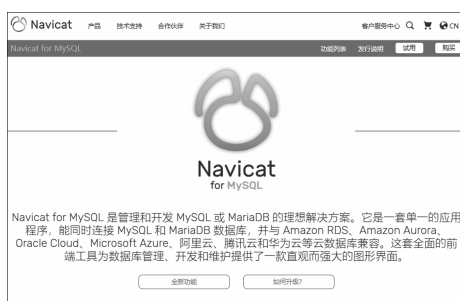 Navicat 产品 技术支持 合作伙伴 关于我们 客户服务中心 CN
Navicat for MySQL 功能列表 发行说明 试用 购买
Navicat
for MySQL
Navicat for MySQL 是管理和开发 MySQL 或 MariaDB 的理想解决方案。它是一套单一的应用
程序，能同时连接 MySQL 和 MariaDB 数据库，并与 Amazon RDS、Amazon Aurora、
Oracle Cloud、Microsoft Azure、阿里云、腾讯云和华为云等云数据库兼容。这套全面的前
端工具为数据库管理、开发和维护提供了一款直观而强大的图形界面。
全新功能 如何升级?